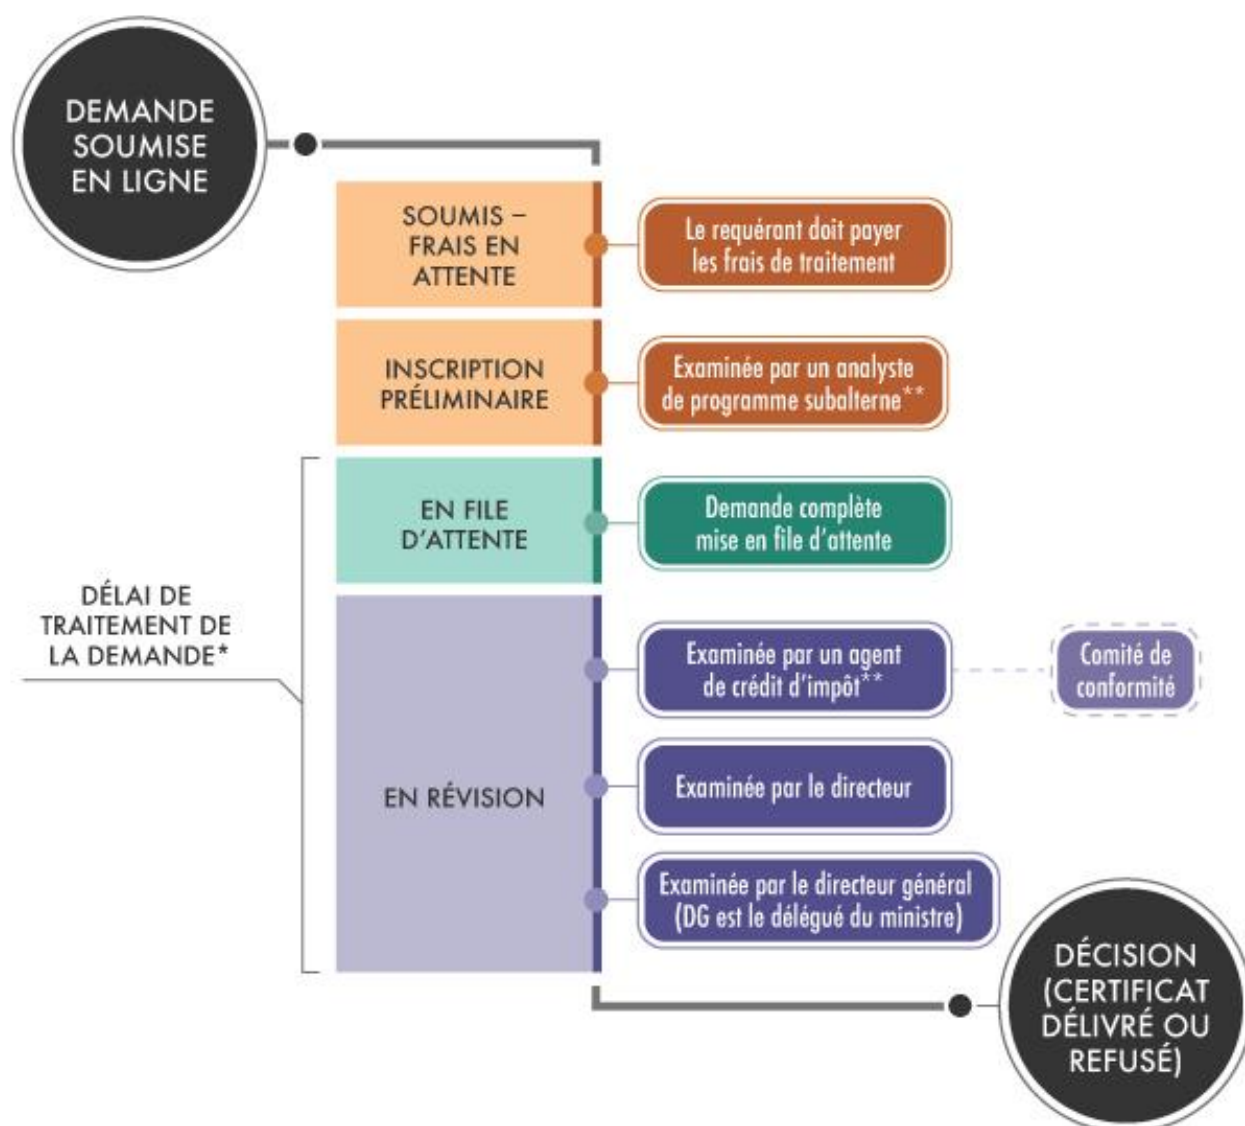 DEMANDE
SOUMISE
EN LIGNE
SOUMIS –
FRAIS EN
ATTENTE
Le requérant doit payer
les frais de traitement
INSCRIPTION
PRÉLIMINAIRE
Examinée par un analyste
de programme subalterne**
EN FILE
D'ATTENTE
Demande complète
mise en file d'attente
DÉLAI DE
TRAITEMENT DE
LA DEMANDE*
EN RÉVISION
Examinée par un agent
de crédit d'impôt**
Comité de
conformité
Examinée par le directeur
Examinée par le directeur général
(DG est le délégué du ministre)
DÉCISION
(CERTIFICAT
DÉLIVRÉ OU
REFUSÉ)